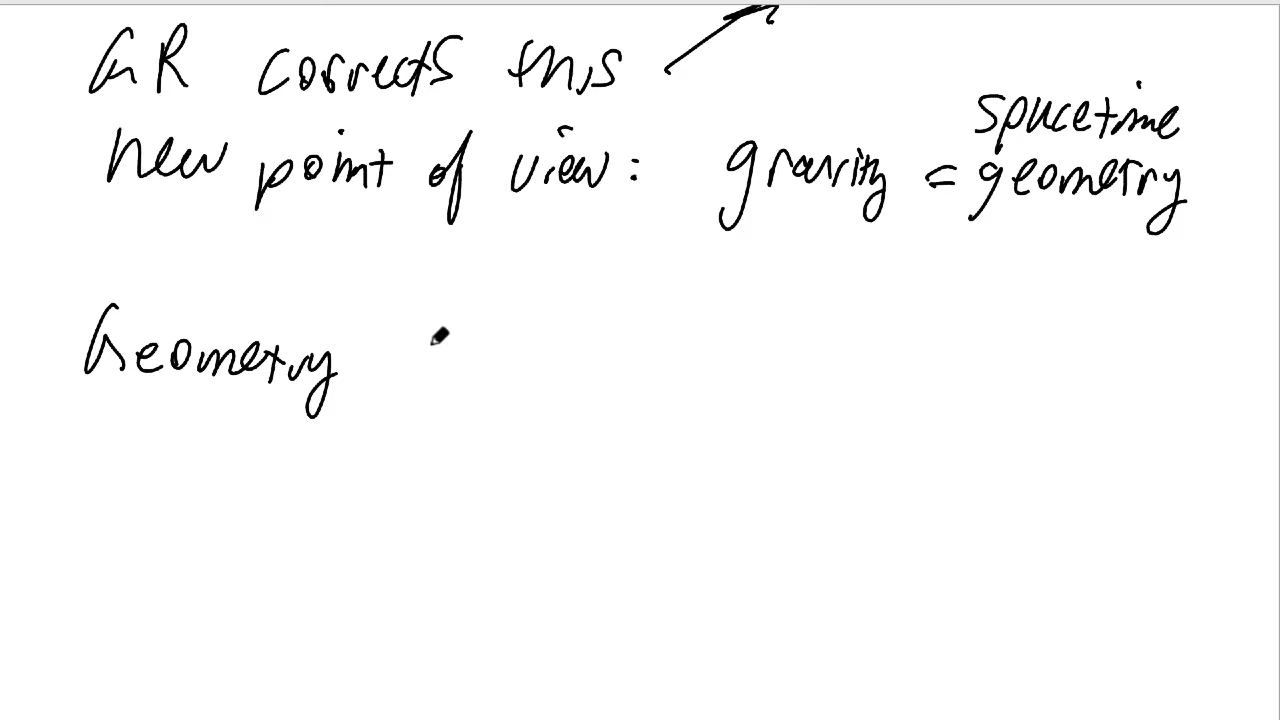 GR corrects this
spacetime
new point of view: gravity = geometry
Geometry